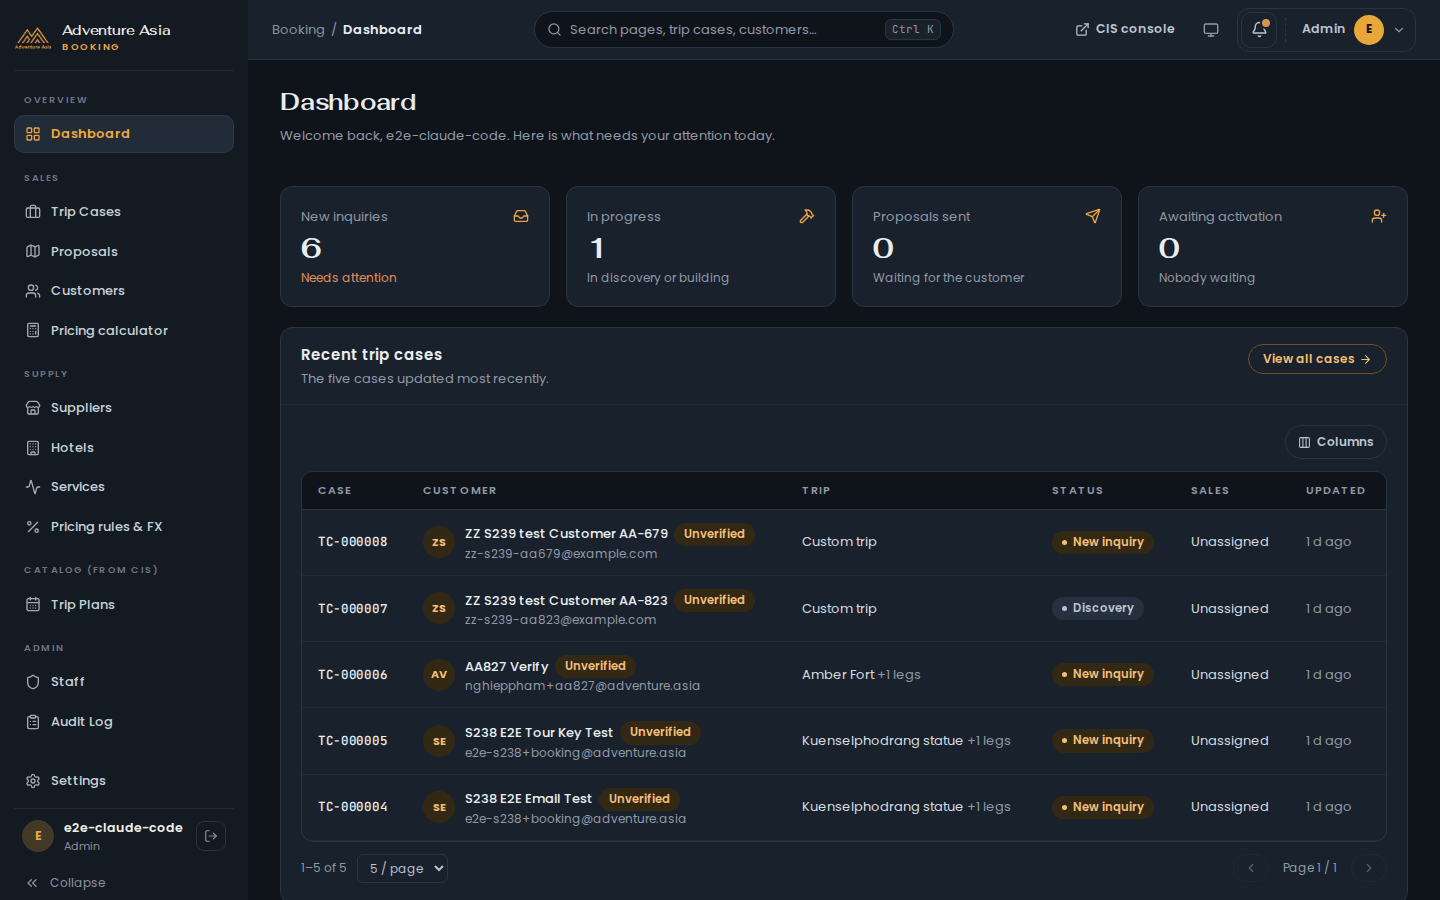 Adventure Asia
BOOKING
Adventure Asia
OVERVIEW
Dashboard
SALES
Trip Cases
Proposals
Customers
Pricing calculator
SUPPLY
Suppliers
Hotels
Services
Pricing rules & FX
CATALOG (FROM CIS)
Trip Plans
ADMIN
Staff
Audit Log
Settings
E
e2e-claude-code
Admin
Collapse
Booking / Dashboard
Search pages, trip cases, customers…
Ctrl K
CIS console
Admin
E
Dashboard
Welcome back, e2e-claude-code. Here is what needs your attention today.
New inquiries
6
Needs attention
In progress
1
In discovery or building
Proposals sent
0
Waiting for the customer
Awaiting activation
0
Nobody waiting
Recent trip cases
The five cases updated most recently.
View all cases →
Columns
CASE CUSTOMER TRIP STATUS SALES UPDATED
TC-000008 ZS ZZ S239 test Customer AA-679 Unverified Custom trip New inquiry Unassigned 1 d ago
zz-s239-aa679@example.com
TC-000007 ZS ZZ S239 test Customer AA-823 Unverified Custom trip Discovery Unassigned 1 d ago
zz-s239-aa823@example.com
TC-000006 AV AA827 Verify Unverified Amber Fort +1 legs New inquiry Unassigned 1 d ago
nghieppham+aa827@adventure.asia
TC-000005 SE S238 E2E Tour Key Test Unverified Kuenselphodrang statue +1 legs New inquiry Unassigned 1 d ago
e2e-s238+booking@adventure.asia
TC-000004 SE S238 E2E Email Test Unverified Kuenselphodrang statue +1 legs New inquiry Unassigned 1 d ago
e2e-s238+booking@adventure.asia
1–5 of 5 5 / page Page 1 / 1